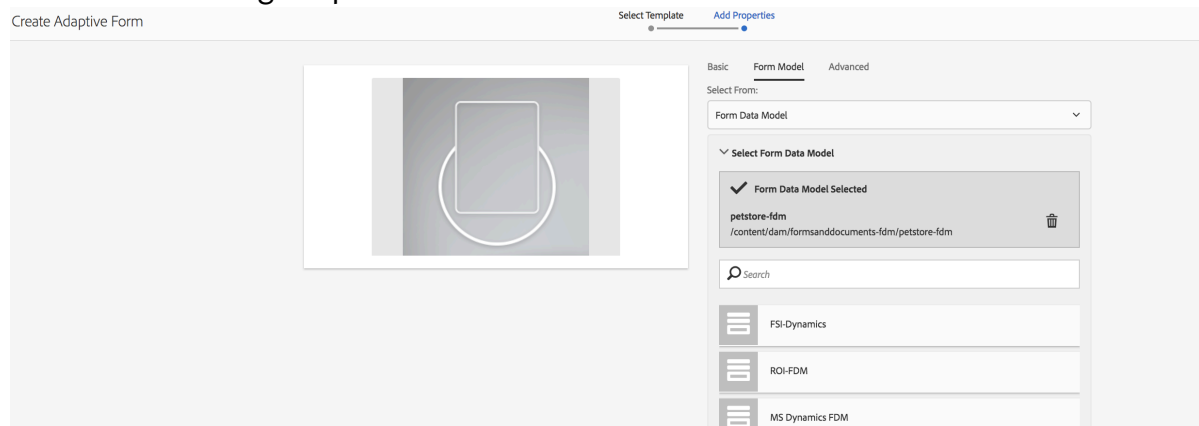 Create Adaptive Form
Select Template Add Properties
Basic Form Model Advanced
Select From:
Form Data Model
Select Form Data Model
Form Data Model Selected
petstore-fdm
/content/dam/formsanddocuments-fdm/petstore-fdm
Search
FSI-Dynamics
ROI-FDM
MS Dynamics FDM